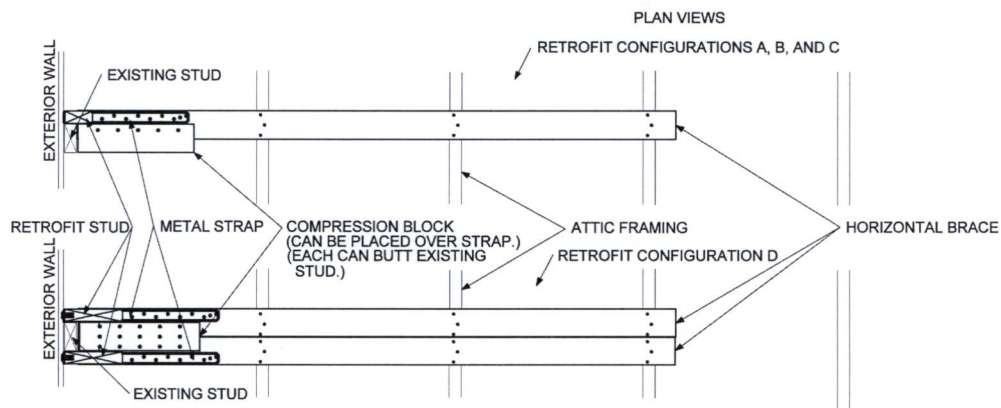 PLAN VIEWS
RETROFIT CONFIGURATIONS A, B, AND C
EXTERIOR WALL
EXISTING STUD
RETROFIT STUD
METAL STRAP
COMPRESSION BLOCK
(CAN BE PLACED OVER STRAP.)
(EACH CAN BUTT EXISTING
STUD.)
ATTIC FRAMING
HORIZONTAL BRACE
RETROFIT CONFIGURATION D
EXTERIOR WALL
EXISTING STUD